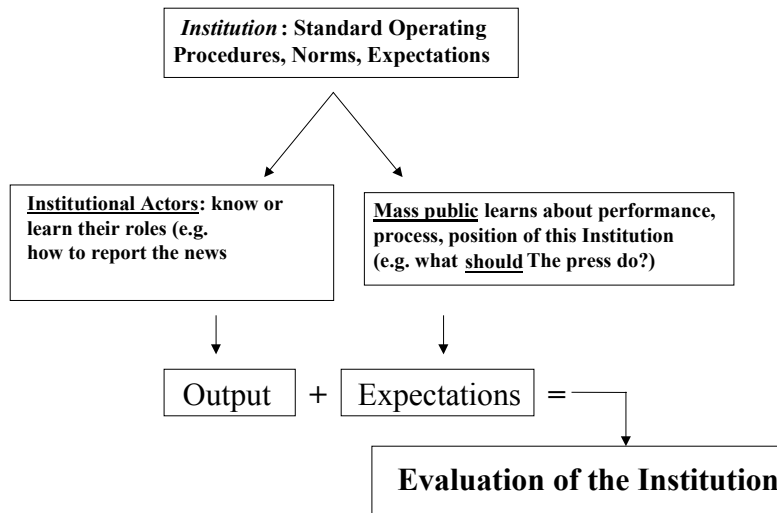 Institution: Standard Operating
Procedures, Norms, Expectations
Institutional Actors: know or
learn their roles (e.g.
how to report the news
Mass public learns about performance,
process, position of this Institution
(e.g. what should The press do?)
Output + Expectations =
Evaluation of the Institution